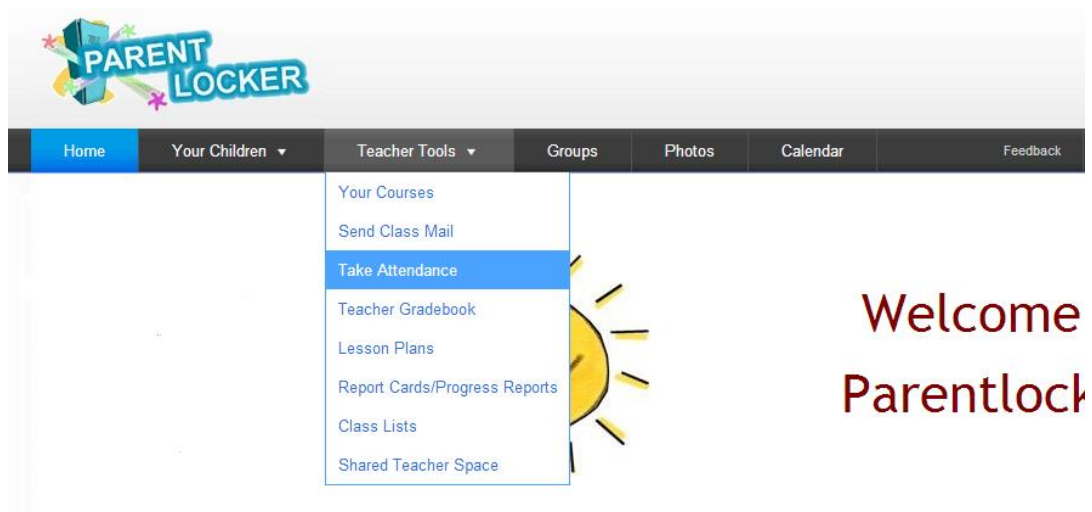 PARENT
LOCKER
Home Your Children ▼ Teacher Tools ▼ Groups Photos Calendar Feedback
Your Courses
Send Class Mail
Take Attendance
Teacher Gradebook
Lesson Plans
Report Cards/Progress Reports
Class Lists
Shared Teacher Space
Welcome
Parentlock